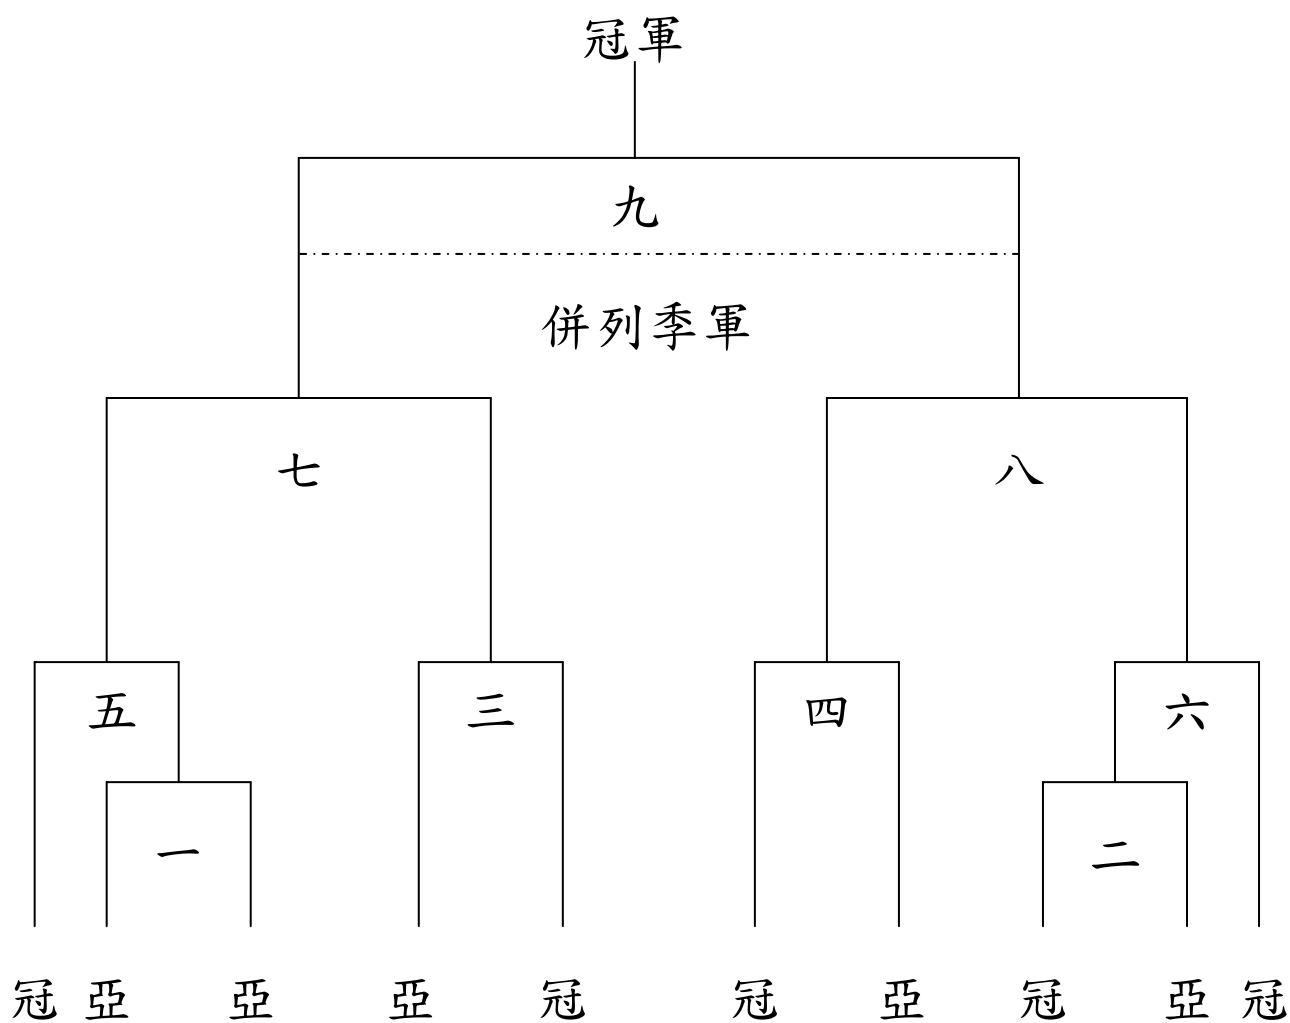 冠軍
九
併列季軍
七 八
五 三 四 六
一 二
冠 亞 亞 亞 冠 冠 亞 冠 亞 冠